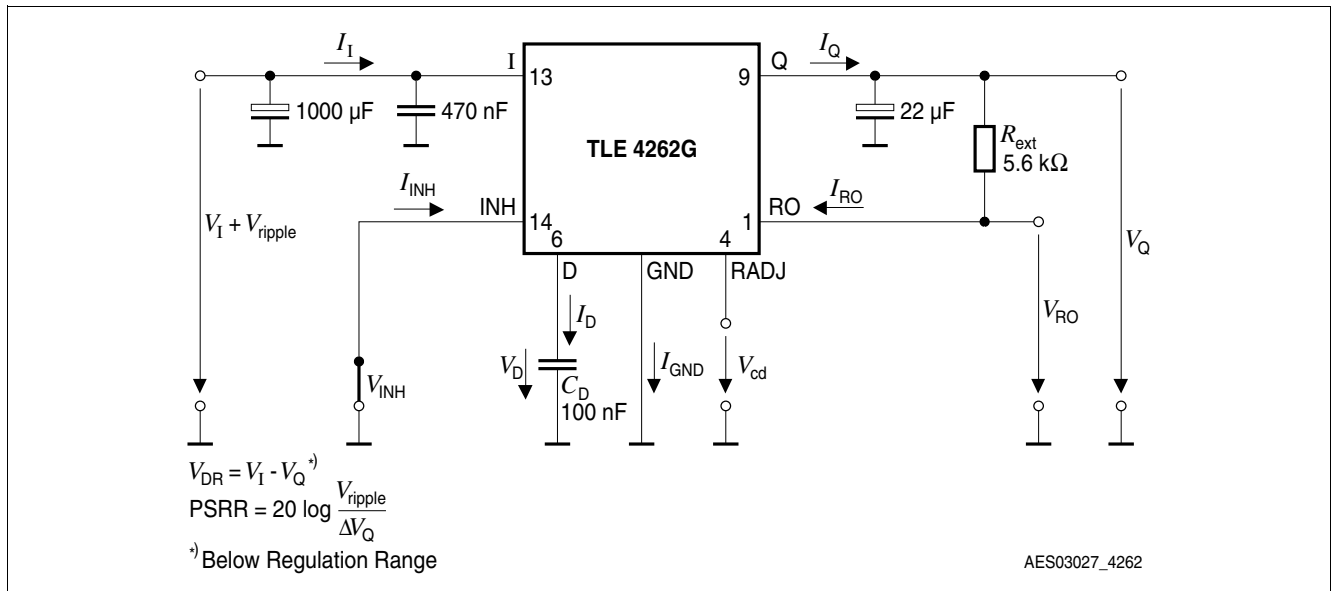 I_I
I_Q
I
13
9
Q
1000 µF
470 nF
22 µF
TLE 4262G
R_ext
5.6 kΩ
I_INH
I_RO
INH
14
1
RO
V_I + V_ripple
6
4
V_Q
D
GND
RADJ
I_D
V_RO
V_D
I_GND
V_cd
V_INH
C_D
100 nF
V_DR = V_I - V_Q *)
PSRR = 20 log V_ripple / ΔV_Q
*) Below Regulation Range
AES03027_4262